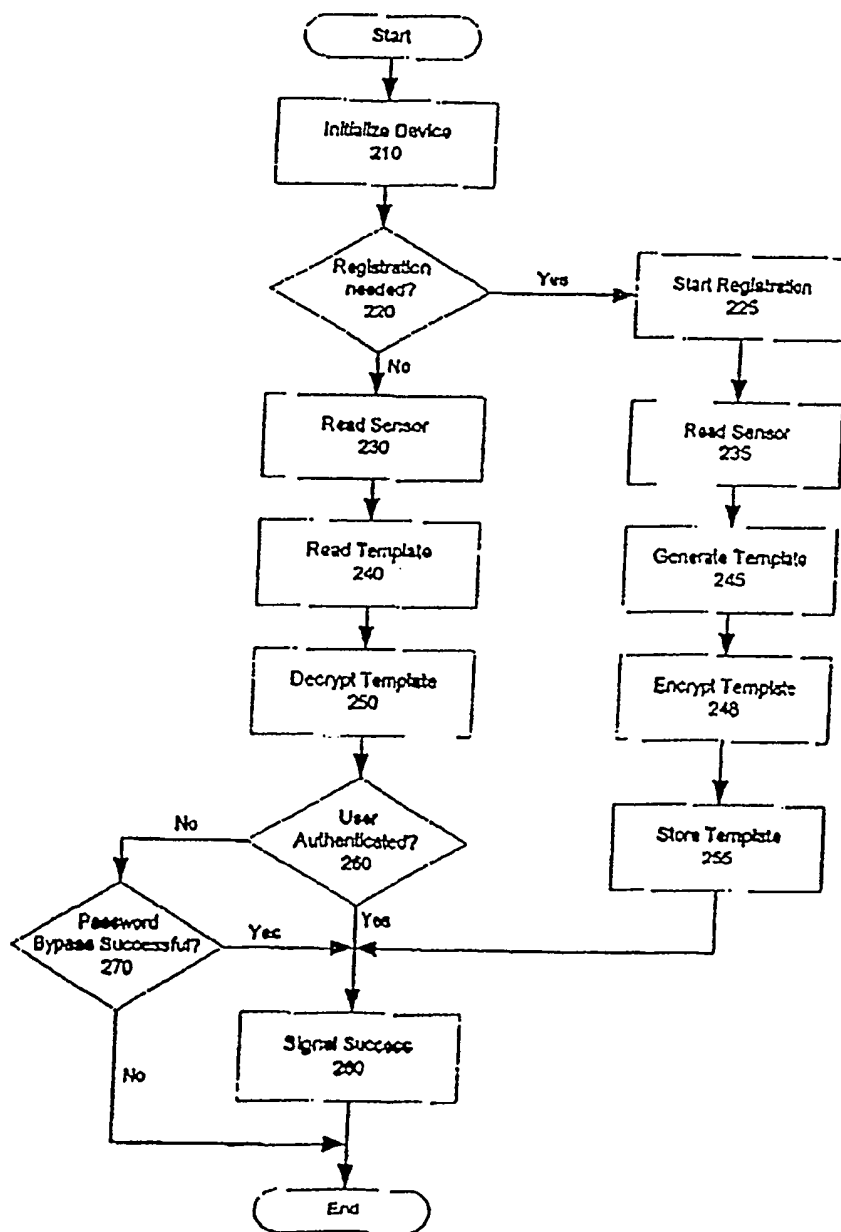 Start
Initialize Device
210
Registration
needed?
220
Yes
Start Registration
225
No
Read Sensor
230
Read Sensor
235
Read Template
240
Generate Template
245
Decrypt Template
250
Encrypt Template
248
User
Authenticated?
260
No
Store Template
255
Password
Bypass Successful?
270
Yes
Yes
Signal Success
280
No
End